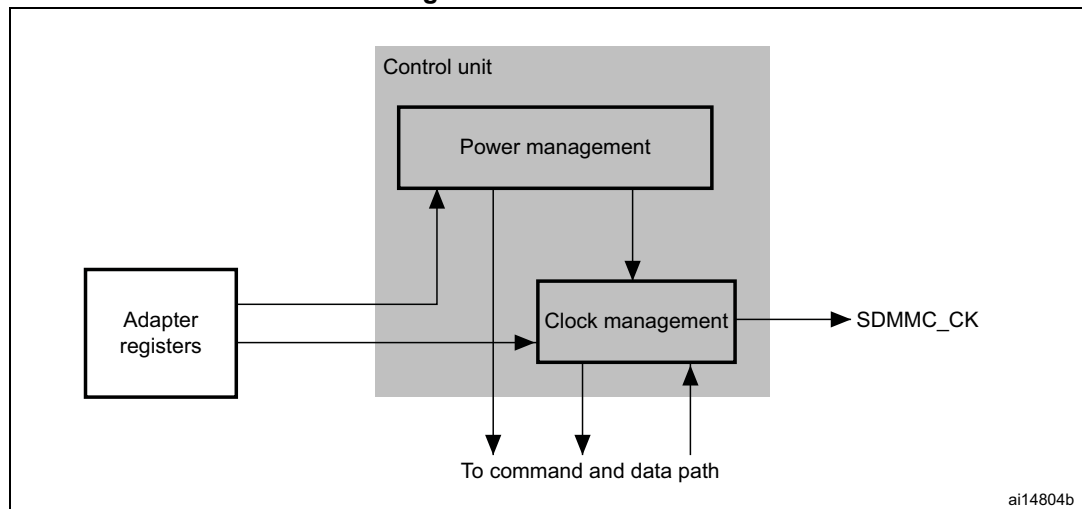 Control unit
Power management
Adapter
registers
Clock management
SDMMC_CK
To command and data path
ai14804b